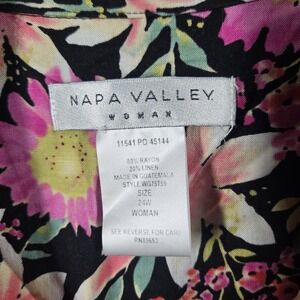 NAPA VALLEY
WOMAN
11541 PO 45144
80% RAYON
20% LINEN
MADE IN GUATEMALA
SIZE
24W
WOMAN
SEE REVERSE FOR CARE